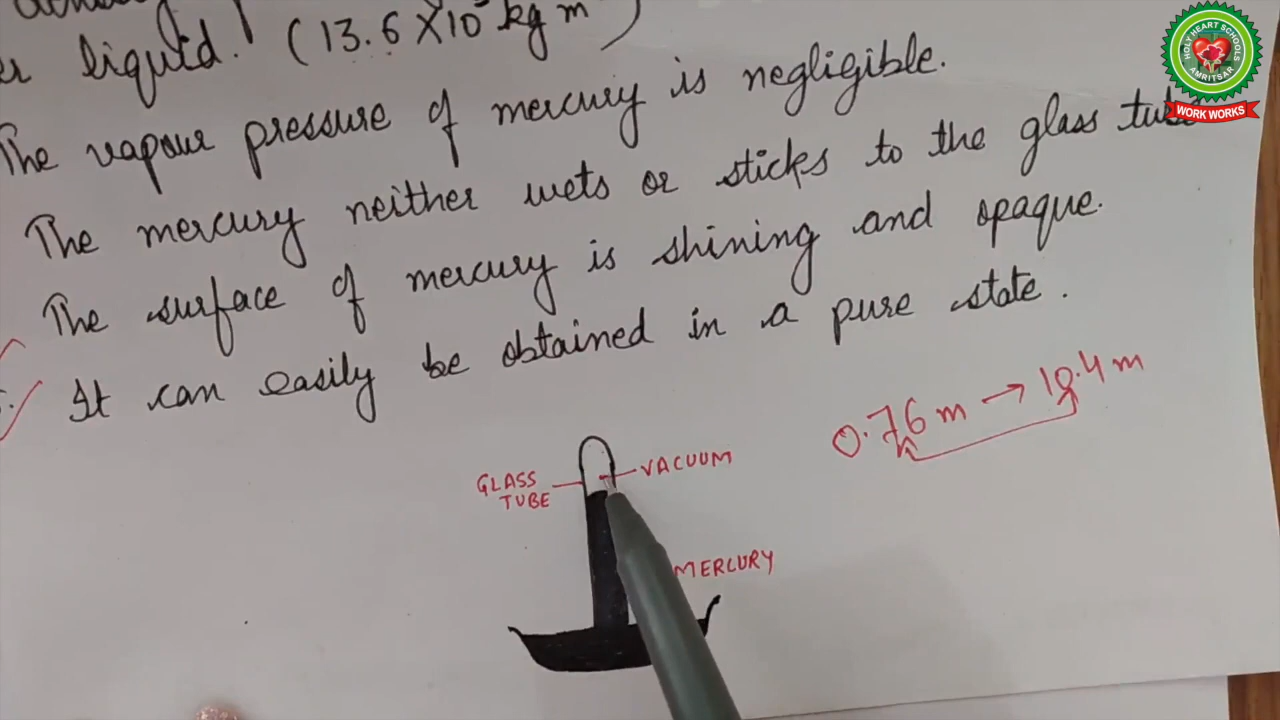 liquid. (13.6 X 10³ kg m )
The vapour pressure of mercury is negligible.
The mercury neither wets or sticks to the glass tube
The surface of mercury is shining and opaque.
It can easily be obtained in a pure state.
0.76 m → 10.4 m
GLASS TUBE
VACUUM
MERCURY
HOLY HEART SCHOOLS
AMRITSAR
WORK WORKS